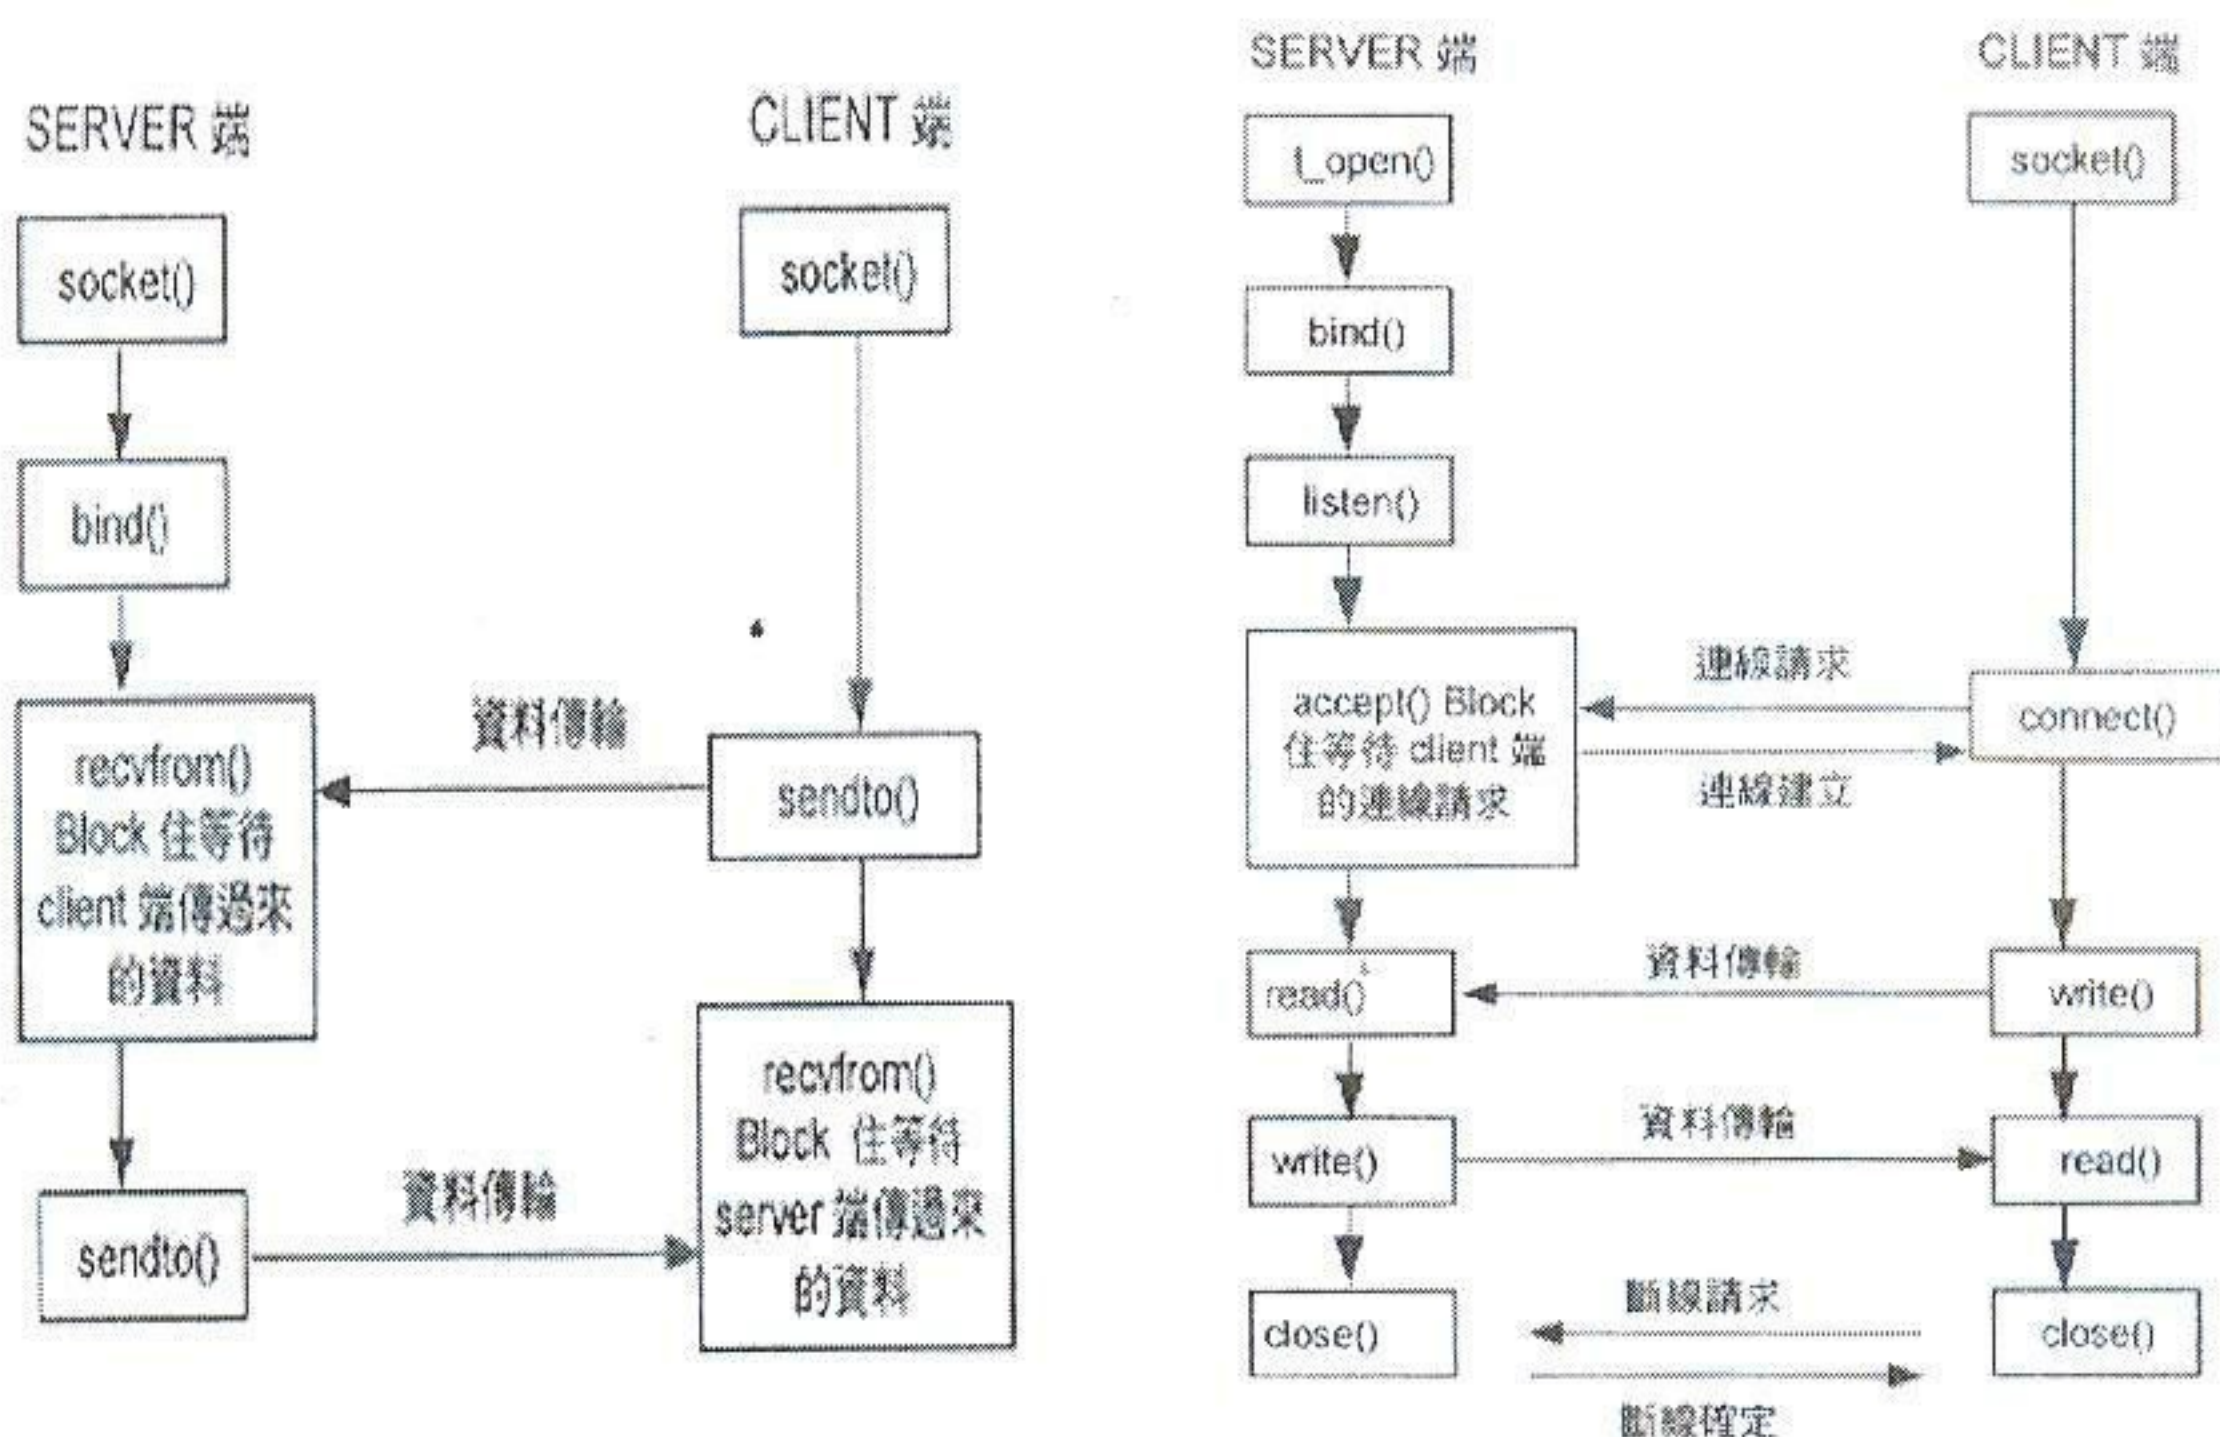 SERVER 端
CLIENT 端
socket()
socket()
bind()
資料傳輸
recvfrom()
Block 住等待
client 端傳過來
的資料
sendto()
recvfrom()
Block 住等待
server 端傳過來
的資料
資料傳輸
sendto()
SERVER 端
CLIENT 端
t_open()
socket()
bind()
listen()
accept() Block
住等待 client 端
的連線請求
連線請求
connect()
連線建立
read()
資料傳輸
write()
write()
資料傳輸
read()
close()
斷線請求
close()
斷線確定